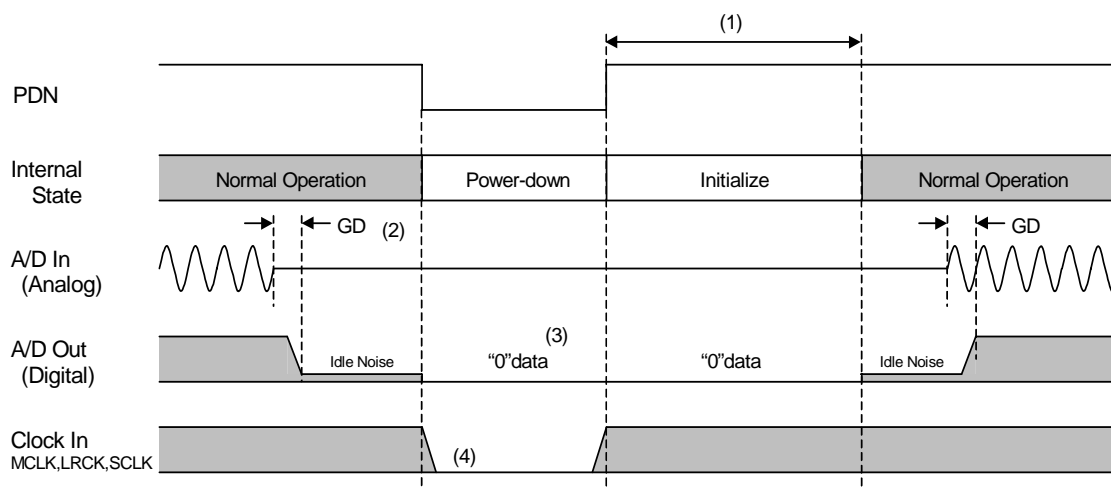 (1)
PDN
Internal
State
Normal Operation
Power-down
Initialize
Normal Operation
GD (2)
GD
A/D In
(Analog)
A/D Out
(Digital)
Idle Noise
“0”data
(3)
“0”data
Idle Noise
Clock In
MCLK,LRCK,SCLK
(4)